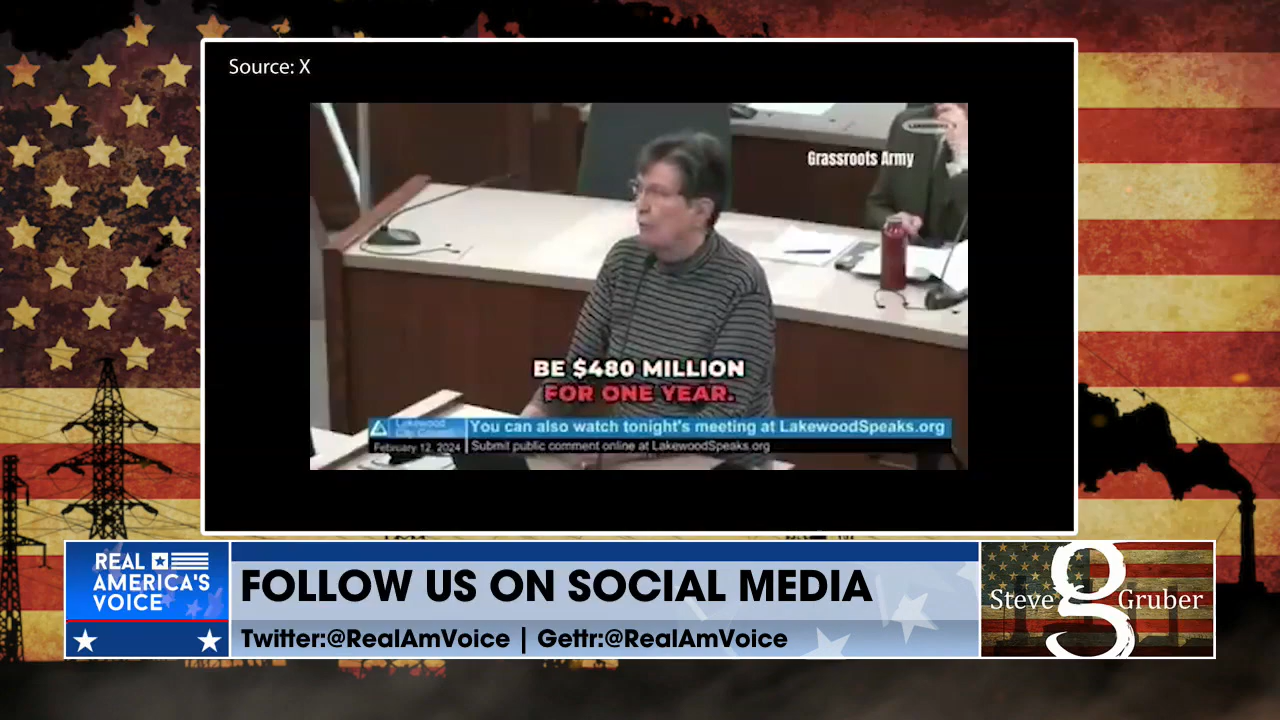 Source: X
Grassroots Army
BE $480 MILLION
FOR ONE YEAR.
Lakewood
You can also watch tonight's meeting at LakewoodSpeaks.org
February 12, 2024
Submit public comment online at LakewoodSpeaks.org
REAL
AMERICA'S
VOICE
FOLLOW US ON SOCIAL MEDIA
Twitter:@RealAmVoice | Gettr:@RealAmVoice
Steve g Gruber